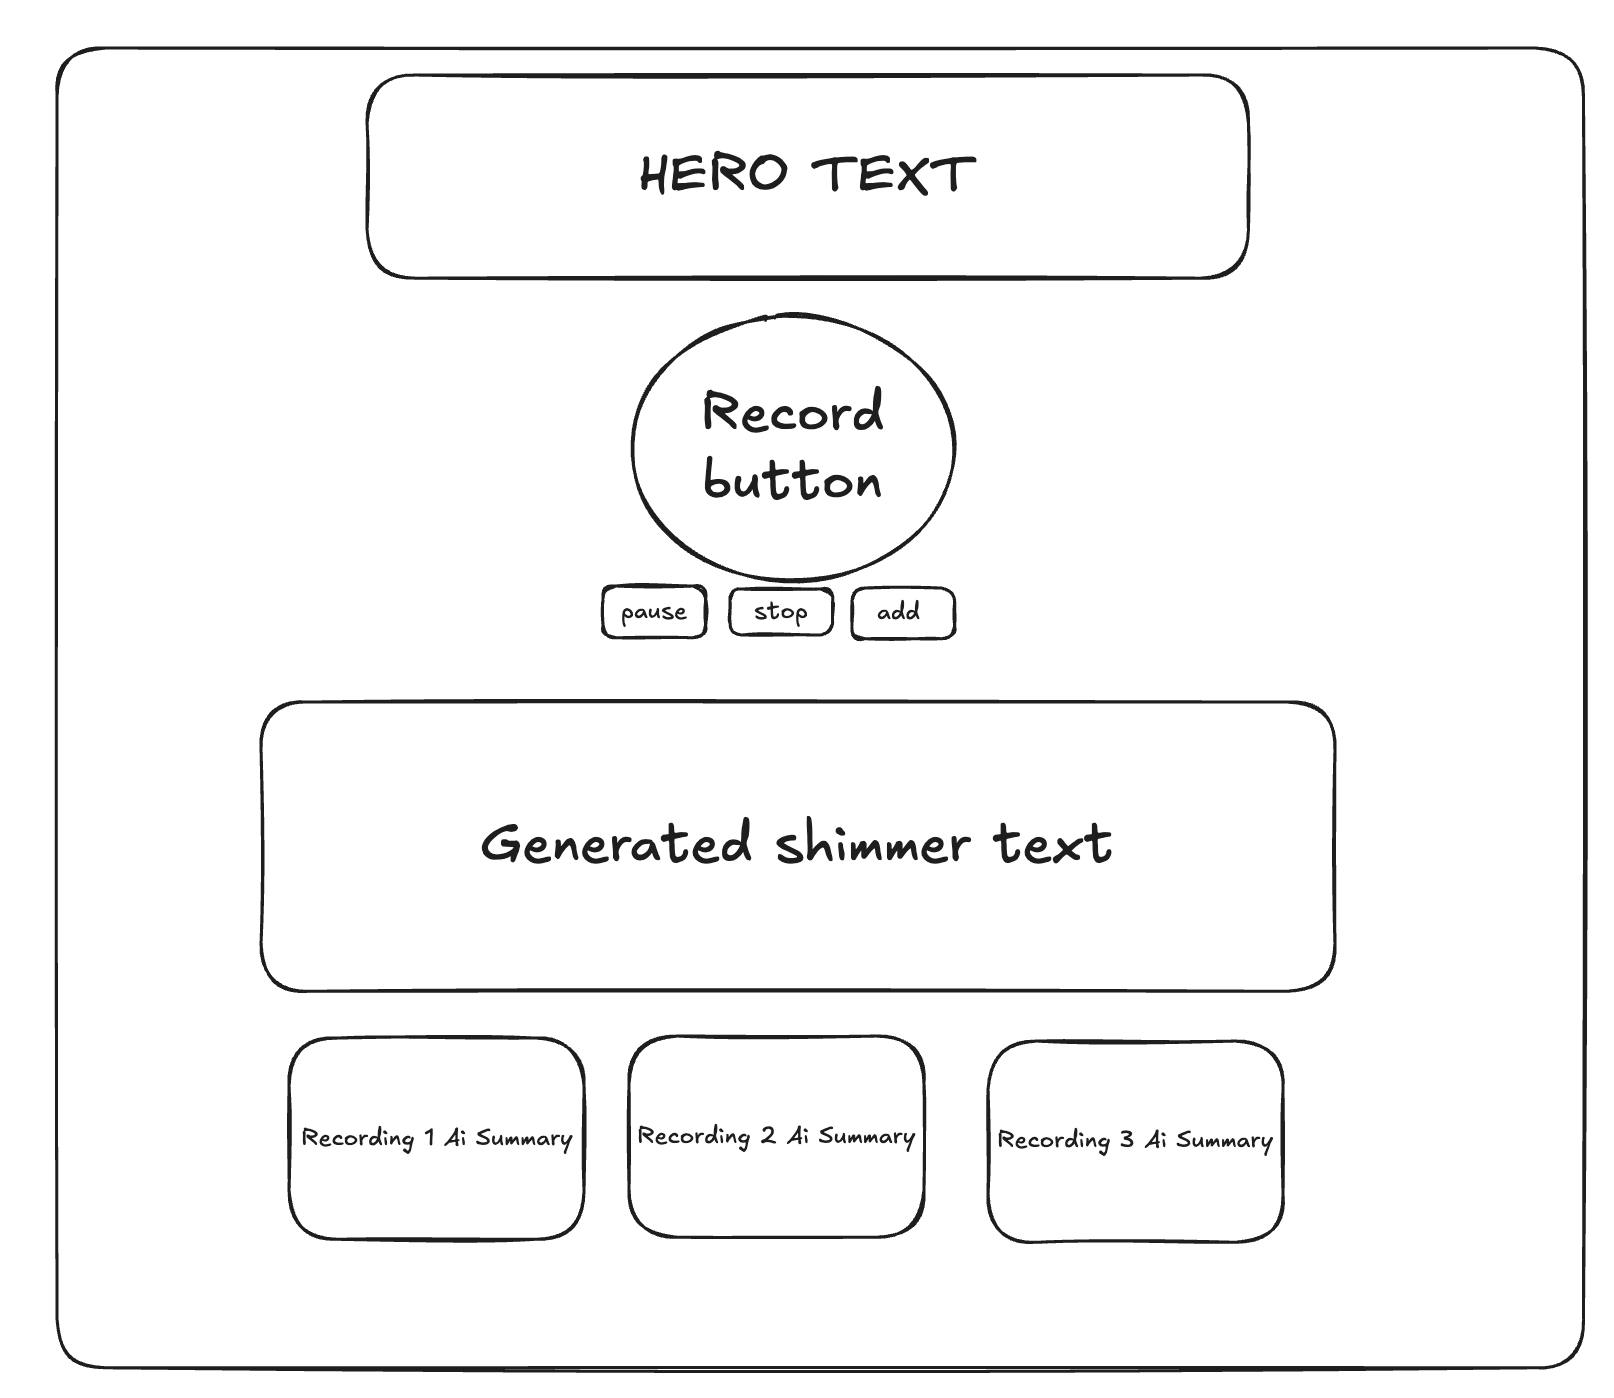 HERO TEXT
Record
button
pause
stop
add
Generated shimmer text
Recording 1 Ai Summary
Recording 2 Ai Summary
Recording 3 Ai Summary